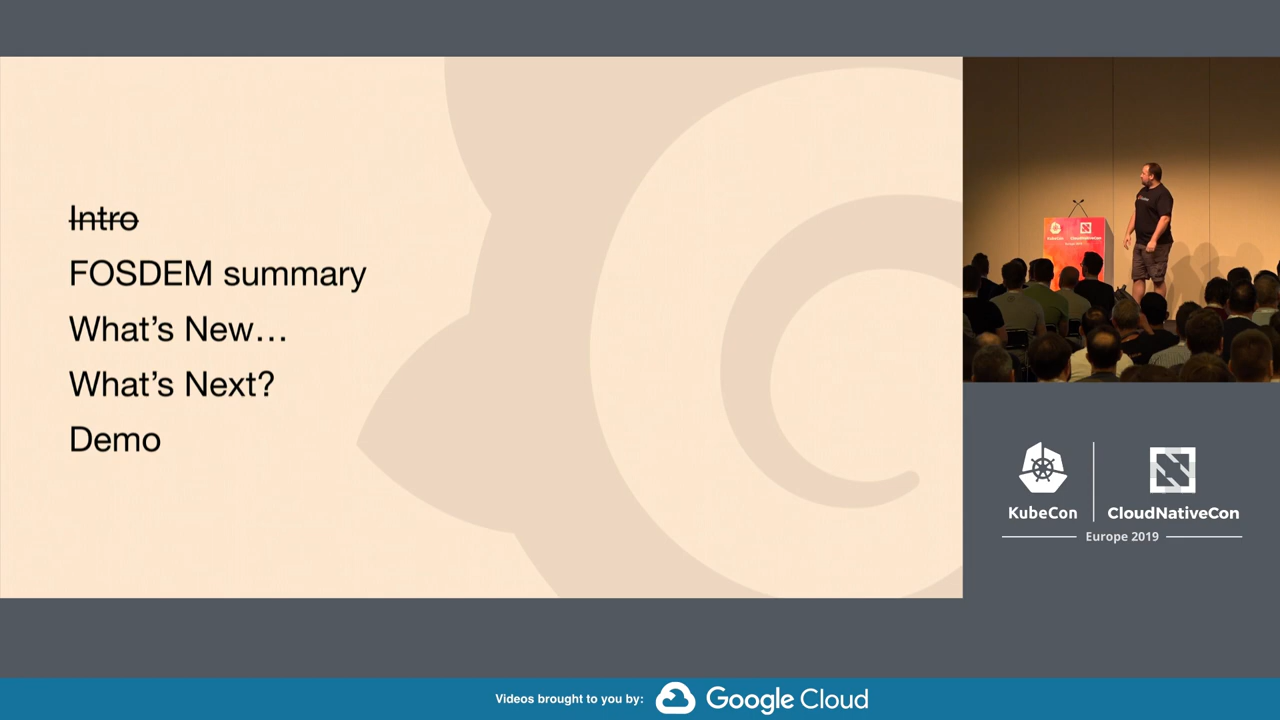 Intro
FOSDEM summary
What's New…
What's Next?
Demo
KubeCon
CloudNativeCon
Europe 2019
Videos brought to you by:
Google Cloud